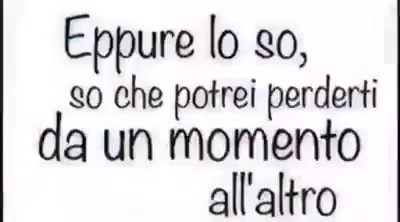 Eppure lo so,
so che potrei perderti
da un momento
all'altro